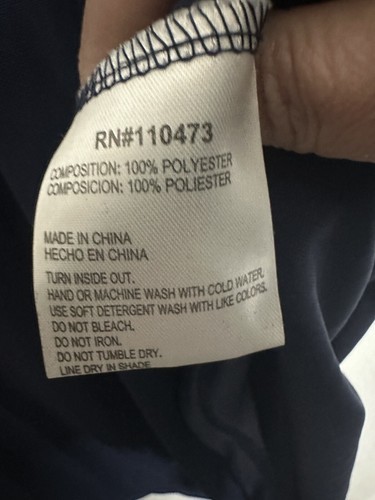 RN#110473
COMPOSITION: 100% POLYESTER
COMPOSICION: 100% POLIESTER
MADE IN CHINA
HECHO EN CHINA
TURN INSIDE OUT.
HAND OR MACHINE WASH WITH COLD WATER.
USE SOFT DETERGENT WASH WITH LIKE COLORS.
DO NOT BLEACH.
DO NOT IRON.
DO NOT TUMBLE DRY.
LINE DRY IN SHADE